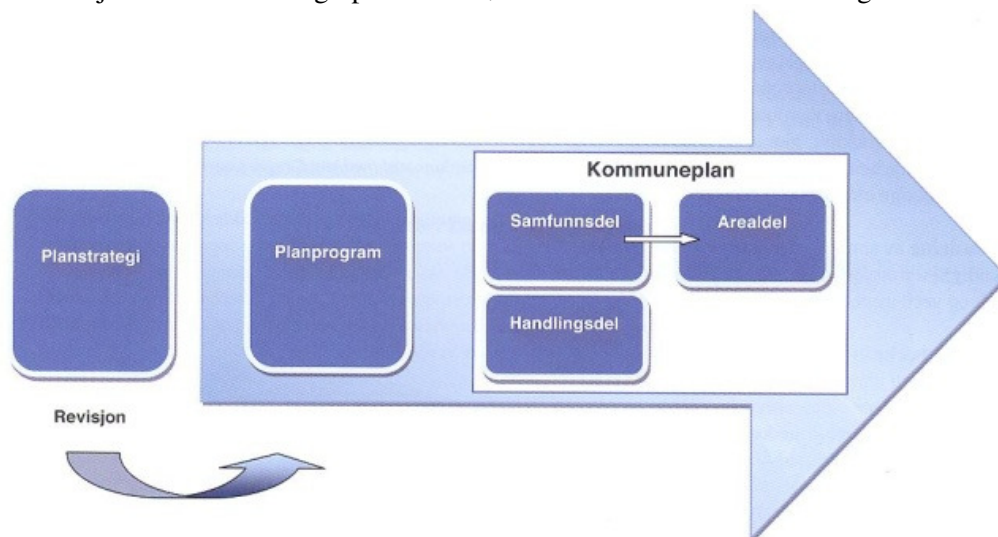 Kommuneplan
Samfunnsdel
Arealdel
Planstrategi
Planprogram
Handlingsdel
Revisjon